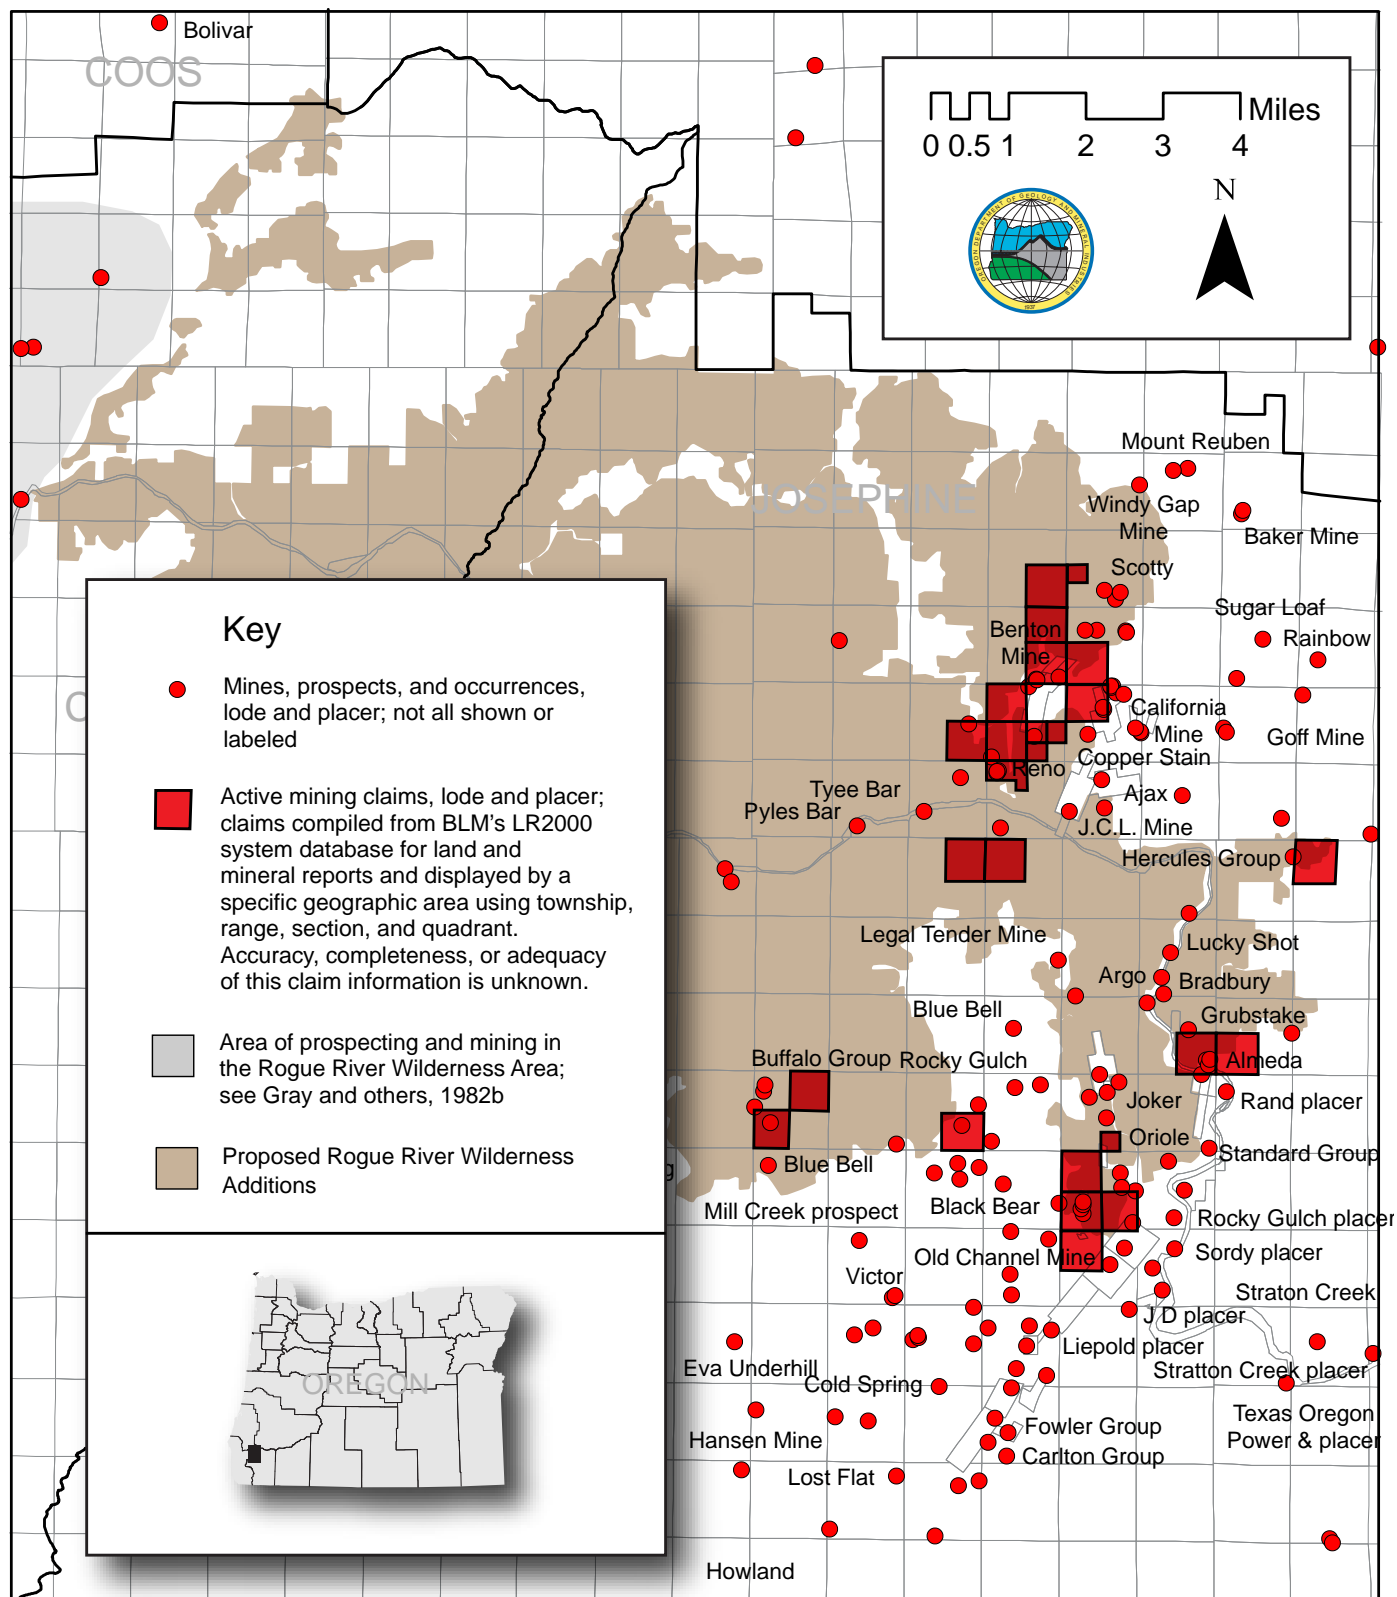 Bolivar
COOS
Miles
0 0.5 1 2 3 4
N
OREGON DEPARTMENT OF GEOLOGY AND MINERAL INDUSTRIES
1937
Mount Reuben
JOSEPHINE
Windy Gap
Mine
Baker Mine
Scotty
Sugar Loaf
Benton
Mine
Rainbow
California
Mine
Goff Mine
Copper Stain
Reno
Tyee Bar
Ajax
Pyles Bar
J.C.L. Mine
Hercules Group
Legal Tender Mine
Lucky Shot
Argo
Bradbury
Blue Bell
Grubstake
Buffalo Group
Rocky Gulch
Almeda
Joker
Rand placer
Oriole
Standard Group
Blue Bell
Mill Creek prospect
Black Bear
Rocky Gulch placer
Old Channel Mine
Sordy placer
Victor
Straton Creek
J D placer
Liepold placer
Eva Underhill
Stratton Creek placer
Cold Spring
Texas Oregon
Power & placer
Fowler Group
Hansen Mine
Carlton Group
Lost Flat
Howland
Key
Mines, prospects, and occurrences,
lode and placer; not all shown or
labeled
Active mining claims, lode and placer;
claims compiled from BLM's LR2000
system database for land and
mineral reports and displayed by a
specific geographic area using township,
range, section, and quadrant.
Accuracy, completeness, or adequacy
of this claim information is unknown.
Area of prospecting and mining in
the Rogue River Wilderness Area;
see Gray and others, 1982b
Proposed Rogue River Wilderness
Additions
OREGON